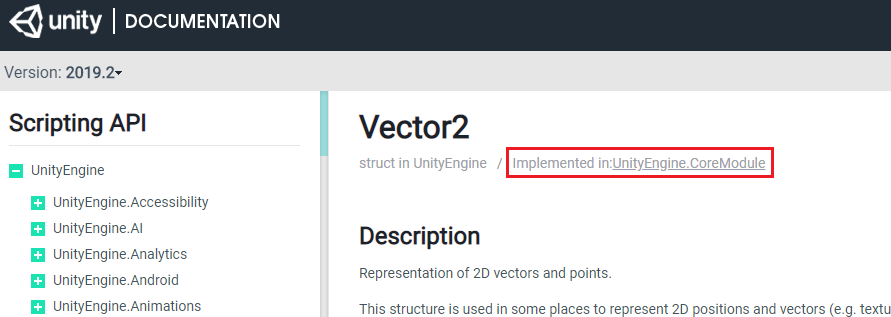 unity | DOCUMENTATION
Version: 2019.2
Scripting API
UnityEngine
UnityEngine.Accessibility
UnityEngine.AI
UnityEngine.Analytics
UnityEngine.Android
UnityEngine.Animations
Vector2
struct in UnityEngine / Implemented in:UnityEngine.CoreModule
Description
Representation of 2D vectors and points.
This structure is used in some places to represent 2D positions and vectors (e.g. textu